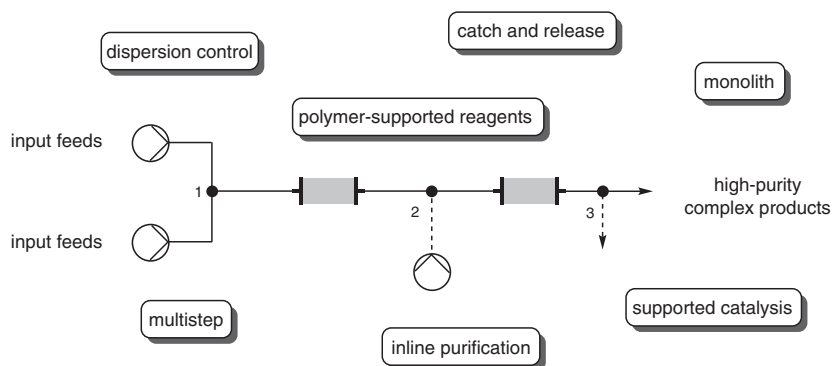 catch and release
dispersion control
monolith
polymer-supported reagents
input feeds
1
2
3
high-purity
complex products
input feeds
supported catalysis
multistep
inline purification